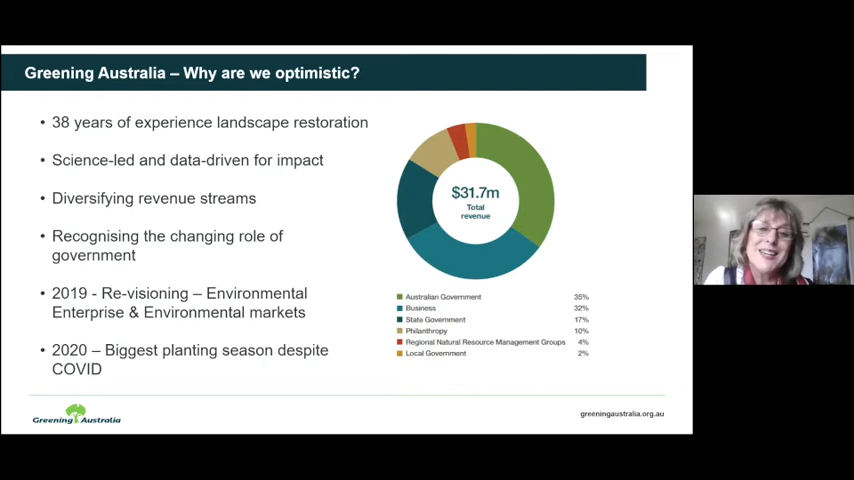 Greening Australia – Why are we optimistic?
• 38 years of experience landscape restoration
• Science-led and data-driven for impact
• Diversifying revenue streams
• Recognising the changing role of
government
• 2019 - Re-visioning – Environmental
Enterprise & Environmental markets
• 2020 – Biggest planting season despite
COVID
$31.7m
Total
revenue
Australian Government 35%
Business 32%
State Government 17%
Philanthropy 10%
Regional Natural Resource Management Groups 4%
Local Government 2%
Greening Australia
greeningaustralia.org.au